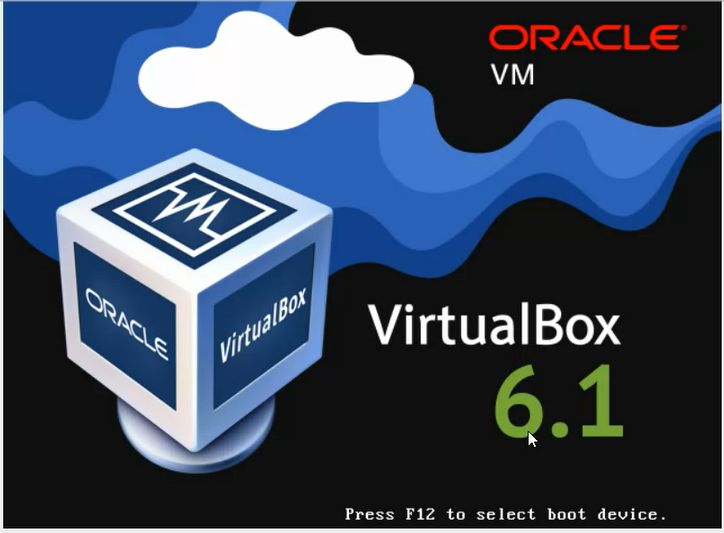 ORACLE
VM
ORACLE
VirtualBox
VirtualBox
6.1
Press F12 to select boot device.